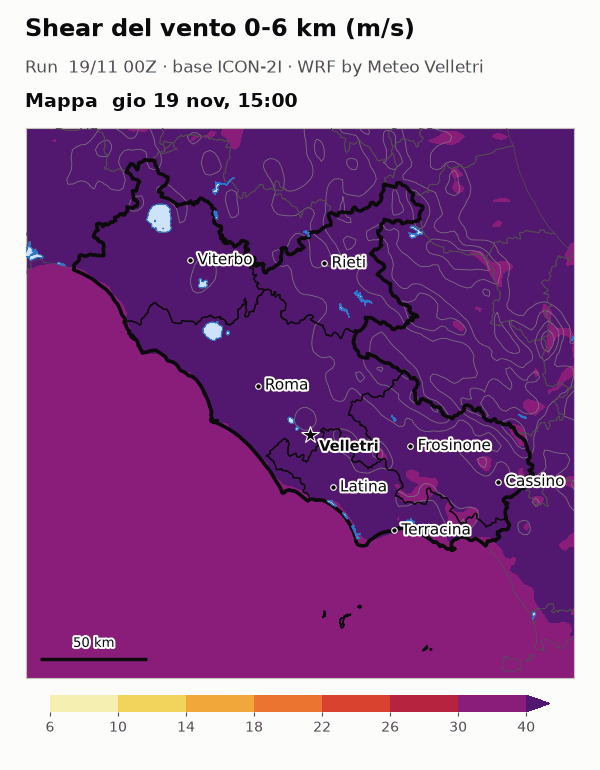 Shear del vento 0-6 km (m/s)
Run  19/11 00Z · base ICON-2I · WRF by Meteo Velletri
Mappa  gio 19 nov, 15:00
Viterbo
Rieti
Roma
Velletri
Frosinone
Cassino
Latina
Terracina
50 km
6 10 14 18 22 26 30 40